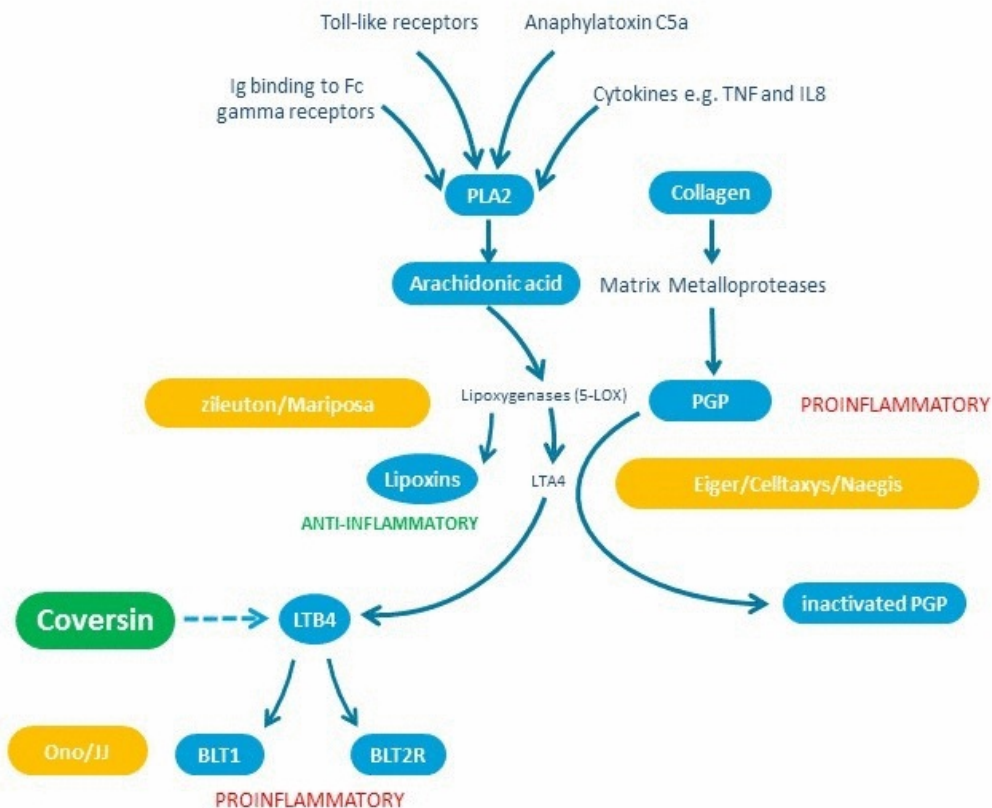 Toll-like receptors
Anaphylatoxin C5a
Ig binding to Fc
gamma receptors
Cytokines e.g. TNF and IL8
PLA2
Collagen
Arachidonic acid
Matrix Metalloproteases
zileuton/Mariposa
Lipoxygenases (5-LOX)
PGP
PROINFLAMMATORY
Lipoxins
LTA4
Eiger/Celltaxys/Naegis
ANTI-INFLAMMATORY
Coversin
LTB4
inactivated PGP
Ono/JJ
BLT1
BLT2R
PROINFLAMMATORY